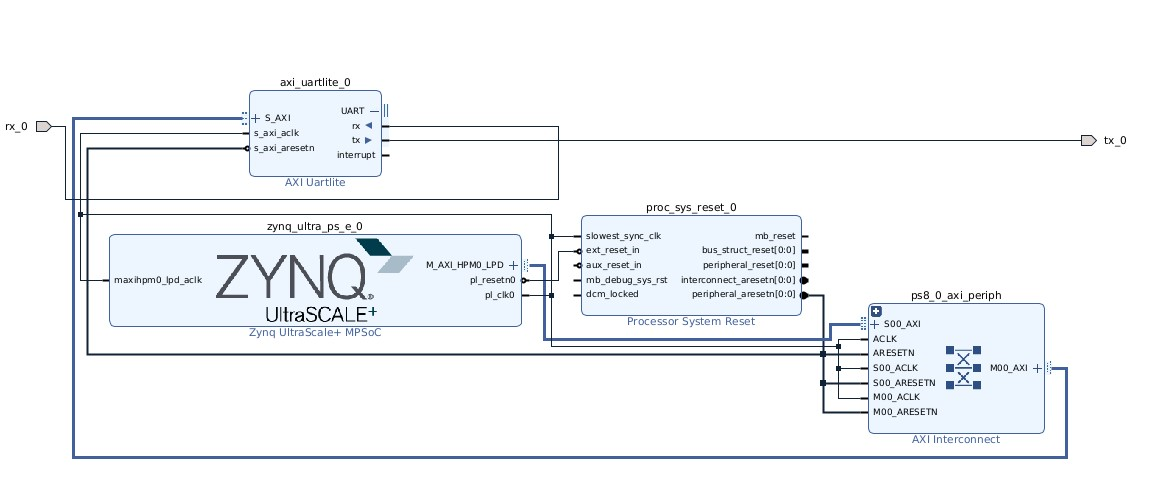 axi_uartlite_0
rx_0
S_AXI
s_axi_aclk
s_axi_aresetn
UART
rx
tx
interrupt
AXI Uartlite
tx_0
zynq_ultra_ps_e_0
maxihpm0_lpd_aclk
ZYNQ
UltraSCALE+
M_AXI_HPM0_LPD
pl_resetn0
pl_clk0
Zynq UltraScale+ MPSoC
proc_sys_reset_0
slowest_sync_clk
ext_reset_in
aux_reset_in
mb_debug_sys_rst
dcm_locked
mb_reset
bus_struct_reset[0:0]
peripheral_reset[0:0]
interconnect_aresetn[0:0]
peripheral_aresetn[0:0]
Processor System Reset
ps8_0_axi_periph
S00_AXI
ACLK
ARESETN
S00_ACLK
S00_ARESETN
M00_ACLK
M00_ARESETN
M00_AXI
AXI Interconnect